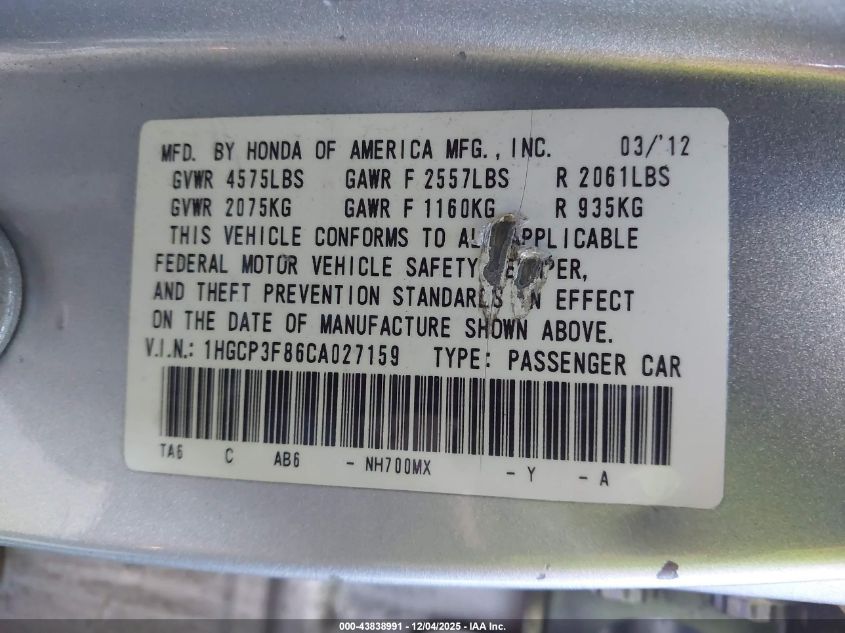 MFD. BY HONDA OF AMERICA MFG., INC. 03/'12
GVWR 4575LBS GAWR F 2557LBS R 2061LBS
GVWR 2075KG GAWR F 1160KG R 935KG
THIS VEHICLE CONFORMS TO APPLICABLE
FEDERAL MOTOR VEHICLE SAFETY
AND THEFT PREVENTION STANDARDS IN EFFECT
ON THE DATE OF MANUFACTURE SHOWN ABOVE.
V.I.N.: 1HGCP3F86CA027159 TYPE: PASSENGER CAR
TA6 C AB6 - NH700MX - Y - A
000-43838991 - 12/04/2025 - IAA Inc.